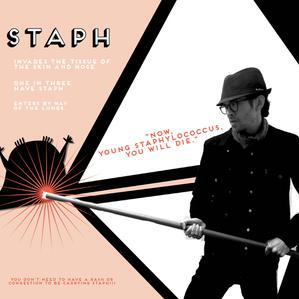 STAPH
INVADES THE TISSUE OF
THE SKIN AND NOSE
ONE IN THREE
HAVE STAPH
ENTERS BY WAY
OF THE LUNGS
"NOW,
YOUNG STAPHYLOCOCCUS,
YOU WILL DIE."
YOU DON'T NEED TO HAVE A RASH OR
CONGESTION TO BE CARRYING STAPH!!!